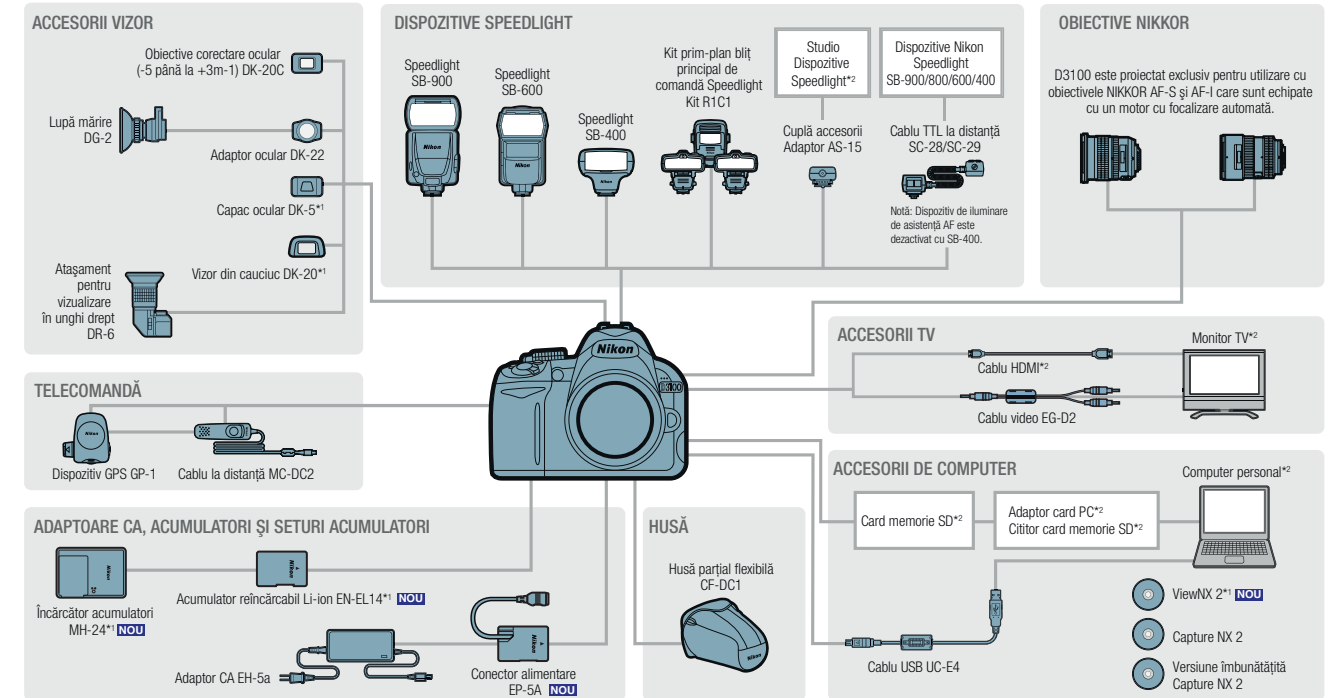 ACCESORII VIZOR
Obiective corectare ocular
(-5 până la +3m-1) DK-20C
Lupă mărire
DG-2
Adaptor ocular DK-22
Capac ocular DK-5*1
Vizor din cauciuc DK-20*1
Ataşament
pentru
vizualizare
în unghi drept
DR-6
DISPOZITIVE SPEEDLIGHT
Speedlight
SB-900
Speedlight
SB-600
Speedlight
SB-400
Kit prim-plan bliţ
principal de
comandă Speedlight
Kit R1C1
Studio
Dispozitive
Speedlight*2
Cuplă accesorii
Adaptor AS-15
Dispozitive Nikon
Speedlight
SB-900/800/600/400
Cablu TTL la distanţă
SC-28/SC-29
Notă: Dispozitiv de iluminare
de asistenţă AF este
dezactivat cu SB-400.
OBIECTIVE NIKKOR
D3100 este proiectat exclusiv pentru utilizare cu
obiectivele NIKKOR AF-S şi AF-I care sunt echipate
cu un motor cu focalizare automată.
Nikon
D3100
TELECOMANDĂ
Dispozitiv GPS GP-1
Cablu la distanţă MC-DC2
ACCESORII TV
Cablu HDMI*2
Cablu video EG-D2
Monitor TV*2
ADAPTOARE CA, ACUMULATORI ŞI SETURI ACUMULATORI
Încărcător acumulatori
MH-24*1 NOU
Acumulator reîncărcabil Li-ion EN-EL14*1 NOU
Adaptor CA EH-5a
Conector alimentare
EP-5A NOU
HUSĂ
Husă parţial flexibilă
CF-DC1
ACCESORII DE COMPUTER
Card memorie SD*2
Adaptor card PC*2
Cititor card memorie SD*2
Computer personal*2
Cablu USB UC-E4
ViewNX 2*1 NOU
Capture NX 2
Versiune îmbunătăţită
Capture NX 2